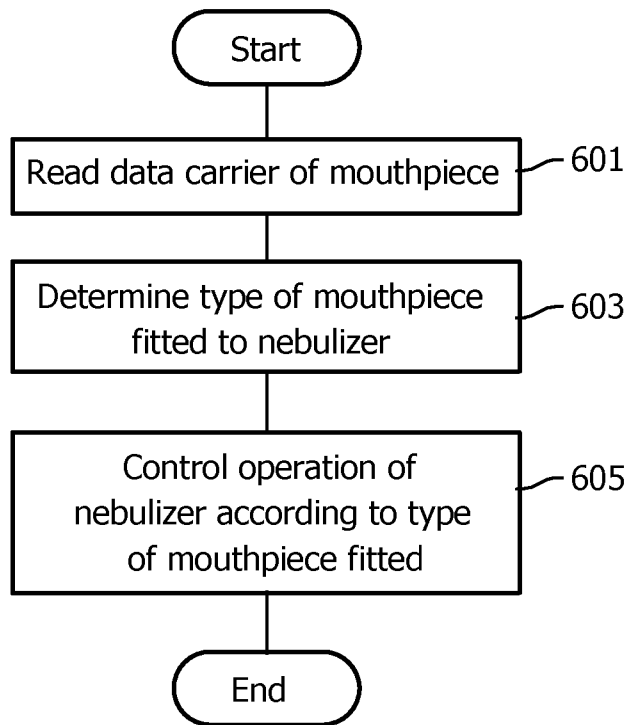 Start
Read data carrier of mouthpiece
601
Determine type of mouthpiece
fitted to nebulizer
603
Control operation of
nebulizer according to type
of mouthpiece fitted
605
End